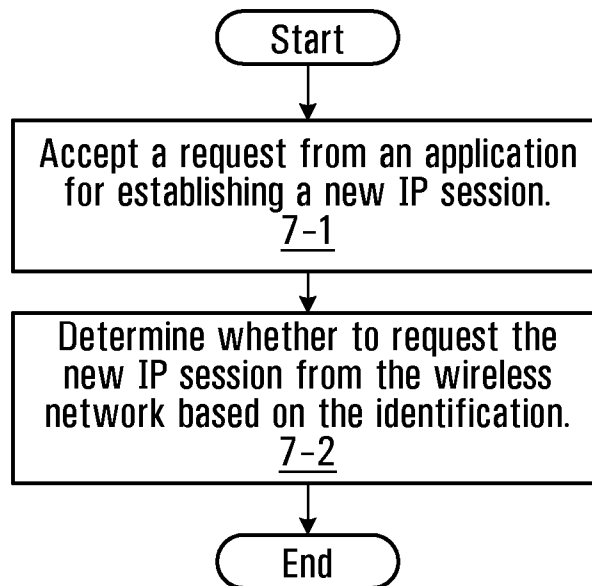 Start
Accept a request from an application
for establishing a new IP session.
7-1
Determine whether to request the
new IP session from the wireless
network based on the identification.
7-2
End